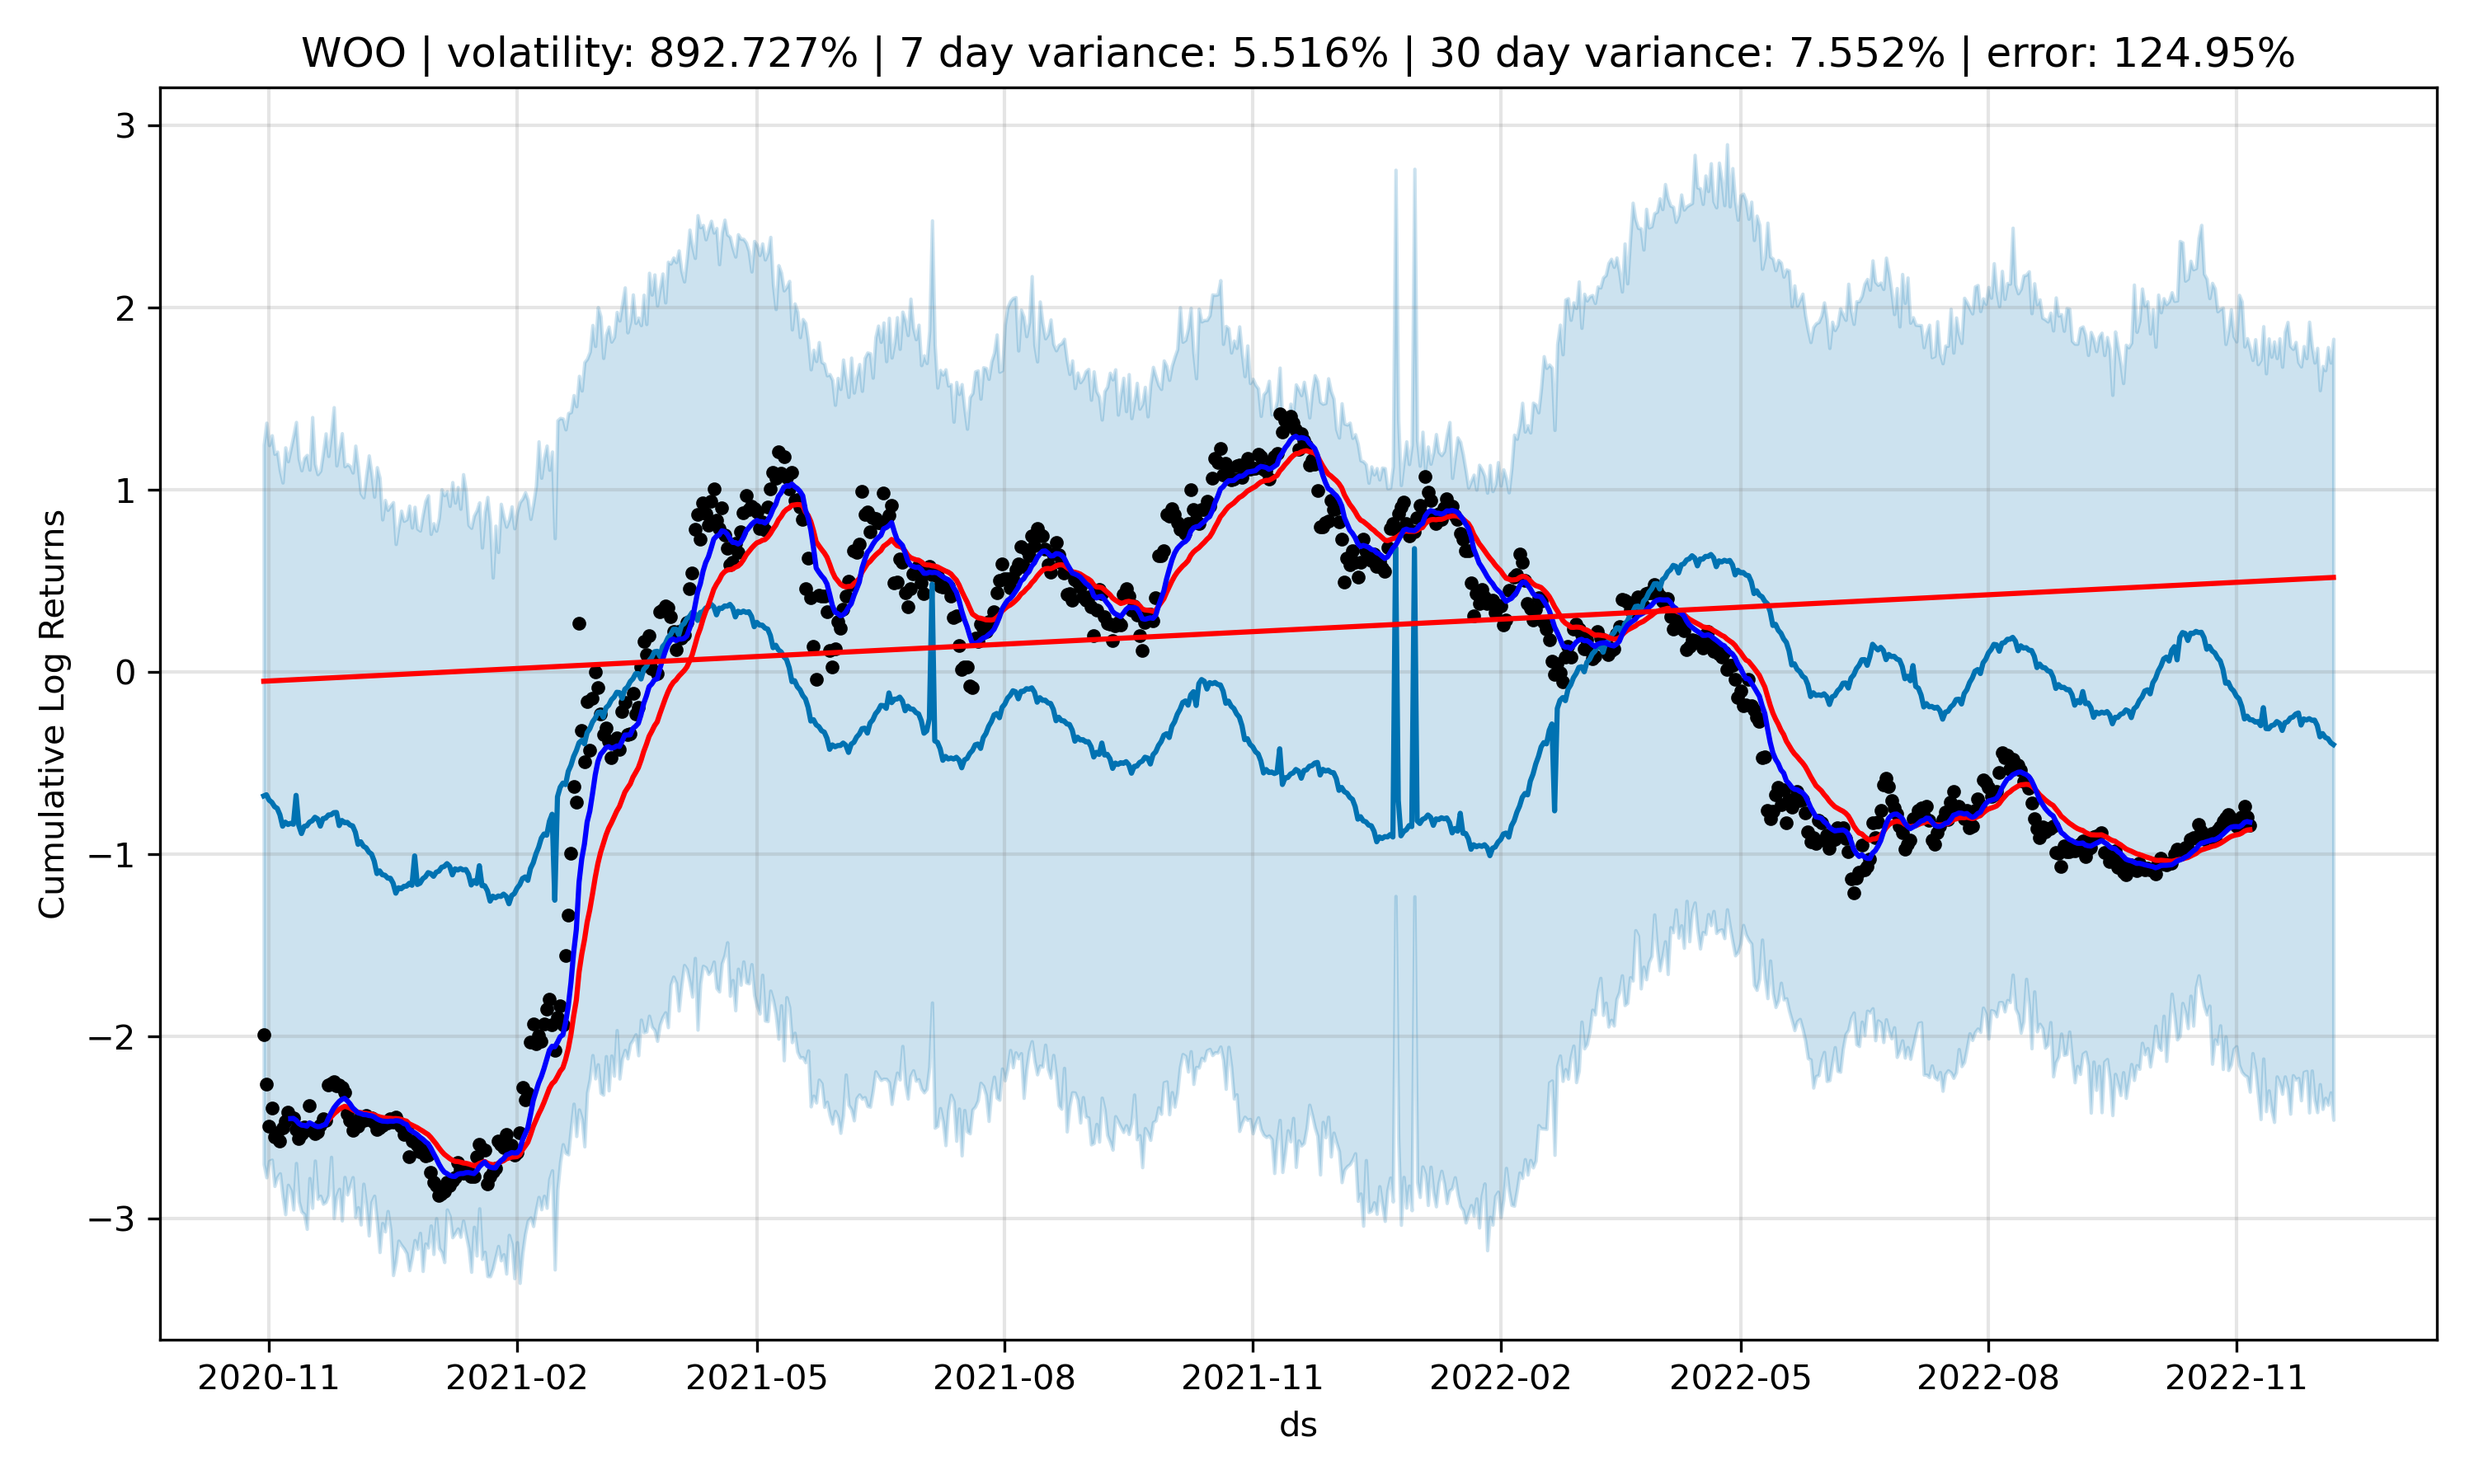 WOO | volatility: 892.727% | 7 day variance: 5.516% | 30 day variance: 7.552% | error: 124.95%
Cumulative Log Returns
3
2
1
0
−1
−2
−3
2020-11 2021-02 2021-05 2021-08 2021-11 2022-02 2022-05 2022-08 2022-11
ds